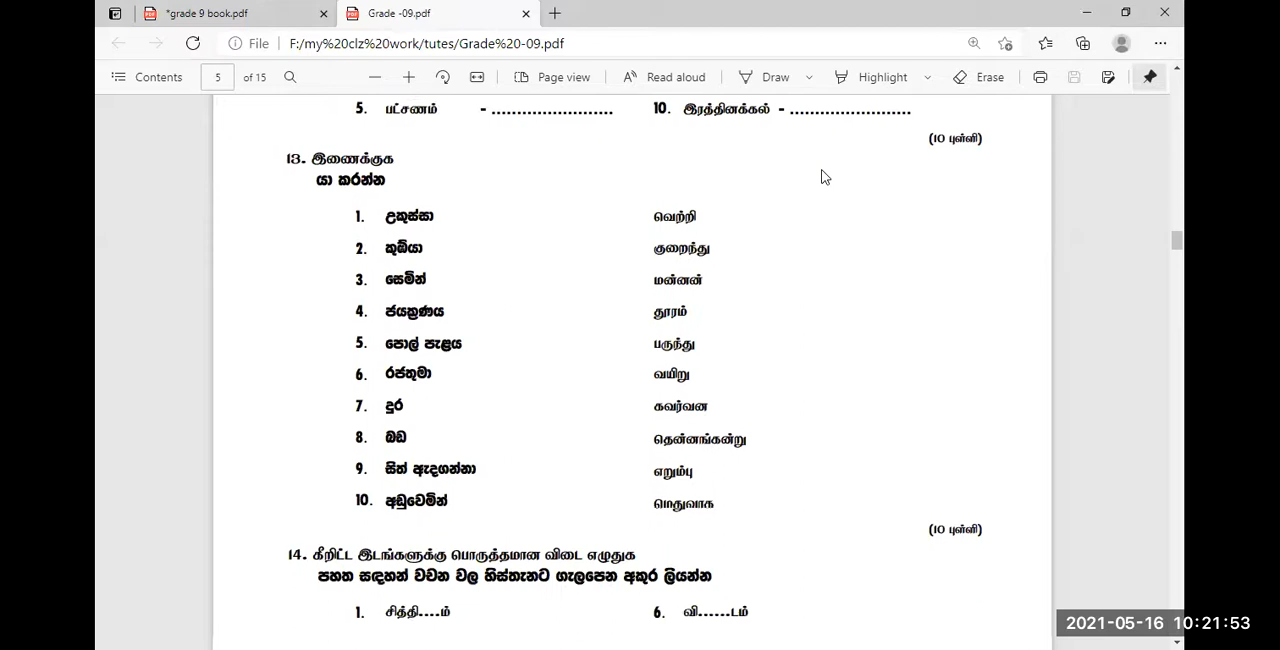 *grade 9 book.pdf
Grade -09.pdf
File F:/my%20clz%20work/tutes/Grade%20-09.pdf
Contents 5 of 15 Page view Read aloud Draw Highlight Erase
5. பட்சணம் - ........................ 10. இரத்தினக்கல் - ........................
(10 புள்ளி)
13. இணைக்குக
යා කරන්න
1. උකුස්සා வெற்றி
2. කුඹියා குறைந்து
3. සෙමින් மன்னன்
4. ජයග්‍රණය தூரம்
5. පොල් පැළය பருந்து
6. රජතුමා வயிறு
7. දුර கவர்வன
8. බඩ தென்னங்கன்று
9. සිත් ඇදගන්නා எறும்பு
10. අඩුවෙමින් மெதுவாக
(10 புள்ளி)
14. கீறிட்ட இடங்களுக்கு பொருத்தமான விடை எழுதுக
පහත සඳහන් වචන වල හිස්තැනට ගැලපෙන අකුර ලියන්න
1. சித்தி....ம் 6. வி......டம்
2021-05-16 10:21:53